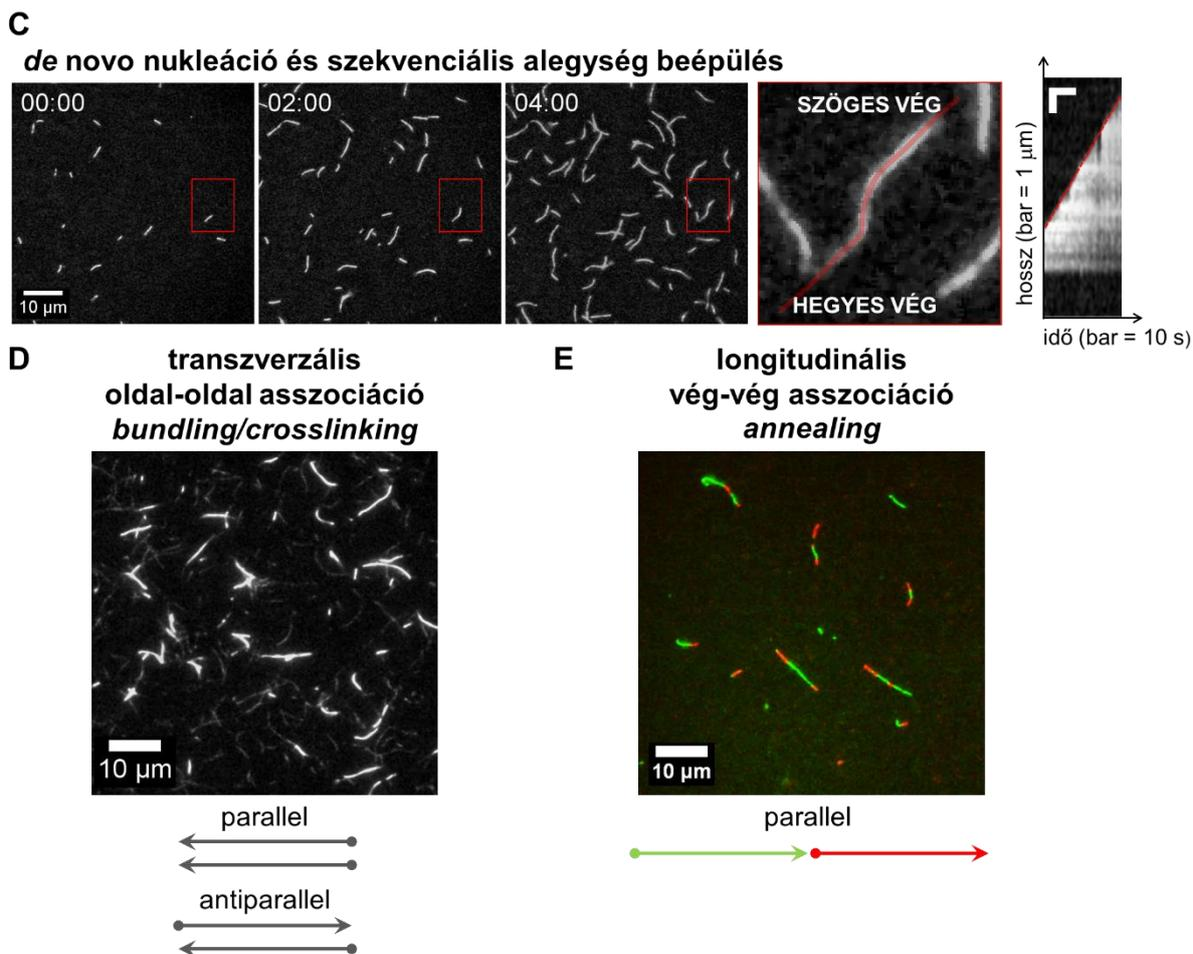 C
de novo nukleáció és szekvenciális alegység beépülés
00:00
02:00
04:00
10 µm
SZÖGES VÉG
HEGYES VÉG
hossz (bar = 1 µm)
idő (bar = 10 s)
D
transzverzális
oldal-oldal asszociáció
bundling/crosslinking
10 µm
parallel
antiparallel
E
longitudinális
vég-vég asszociáció
annealing
10 µm
parallel